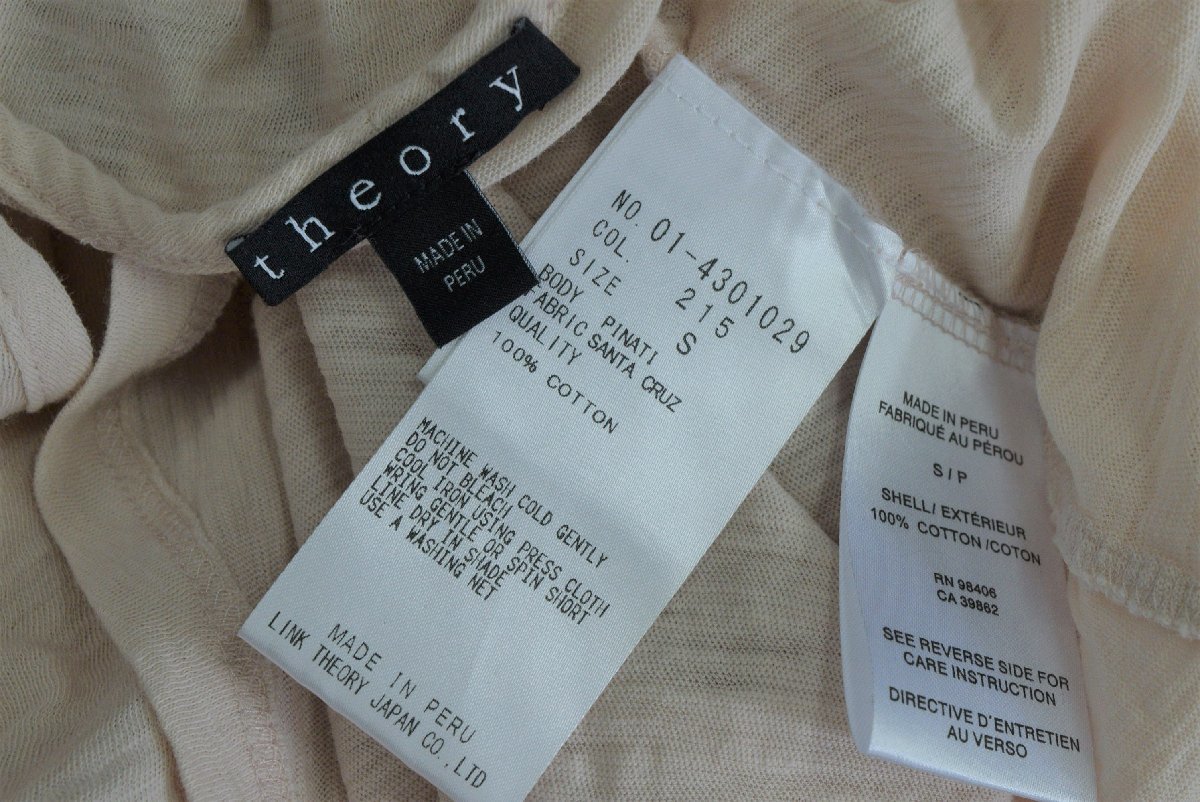 theory
MADE IN
PERU
NO. 01-4301029
COL. 215
SIZE S
BODY PINATI
FABRIC SANTA CRUZ
QUALITY
100% COTTON
MACHINE WASH COLD GENTLY
DO NOT BLEACH
COOL IRON USING PRESS CLOTH
WRING GENTLE OR SPIN SHORT
LINE DRY IN SHADE
USE A WASHING NET
MADE IN PERU
LINK THEORY JAPAN CO.,LTD
MADE IN PERU
FABRIQUÉ AU PÉROU
S / P
SHELL/ EXTÉRIEUR
100% COTTON /COTON
RN 98406
CA 39862
SEE REVERSE SIDE FOR
CARE INSTRUCTION
DIRECTIVE D'ENTRETIEN
AU VERSO